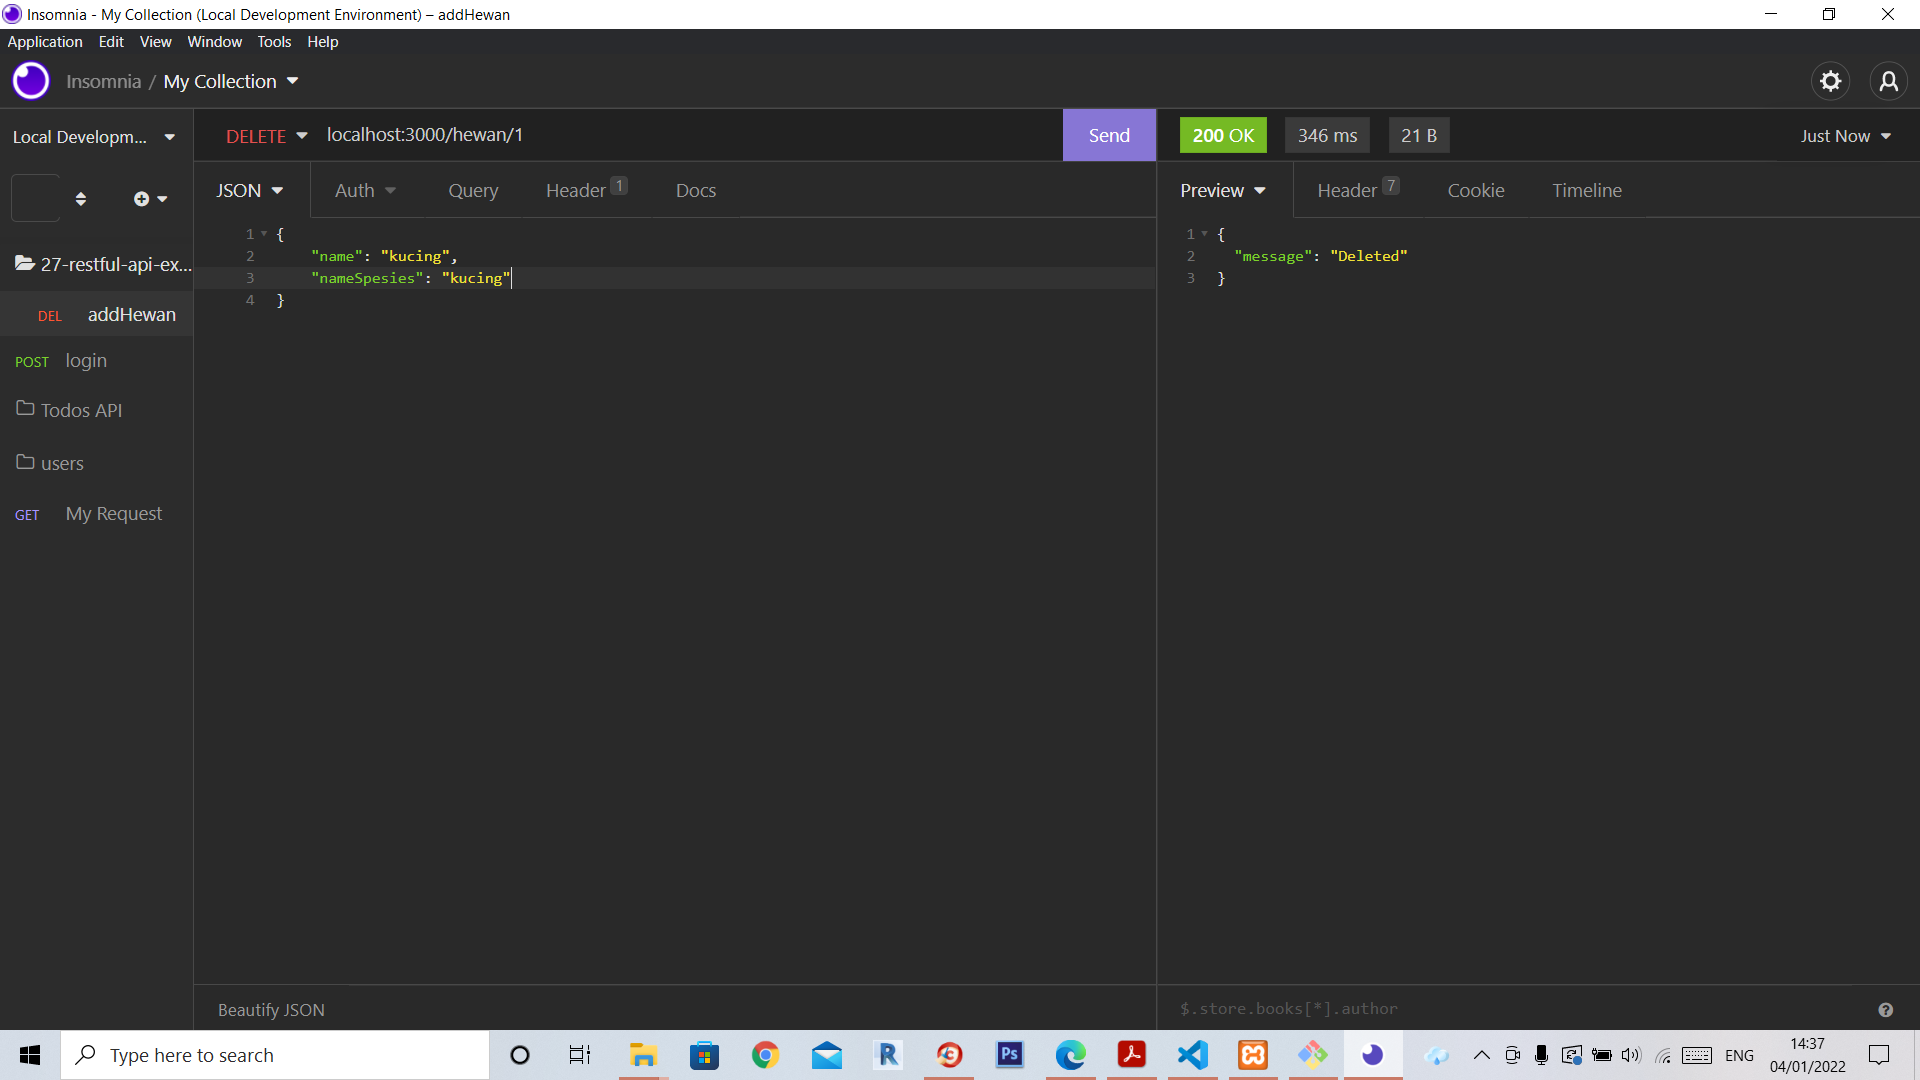 Insomnia - My Collection (Local Development Environment) – addHewan
Application Edit View Window Tools Help
Insomnia / My Collection
Local Developm...
DELETE localhost:3000/hewan/1 Send
200 OK 346 ms 21 B Just Now
JSON Auth Query Header 1 Docs
Preview Header 7 Cookie Timeline
27-restful-api-ex...
DEL addHewan
POST login
Todos API
users
GET My Request
1 {
2 "name": "kucing",
3 "nameSpesies": "kucing"
4 }
1 {
2 "message": "Deleted"
3 }
Beautify JSON
$.store.books[*].author
Type here to search
R
Ps
ENG
14:37
04/01/2022